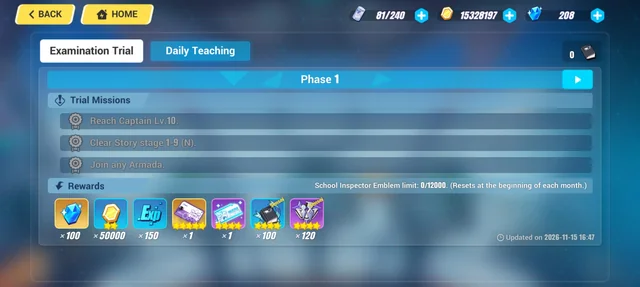 BACK
HOME
81/240
15328197
208
Examination Trial
Daily Teaching
0
Phase 1
Trial Missions
Reach Captain Lv.10.
Clear Story stage 1-9 (N).
Join any Armada.
Rewards
School Inspector Emblem limit: 0/12000. (Resets at the beginning of each month.)
Exp
×100
×50000
×150
×1
×1
×100
×120
Updated on 2026-11-15 16:47